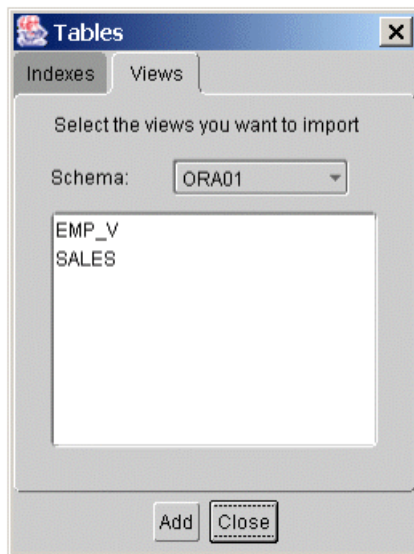 Tables
Indexes Views
Select the views you want to import
Schema: ORA01
EMP_V
SALES
Add Close